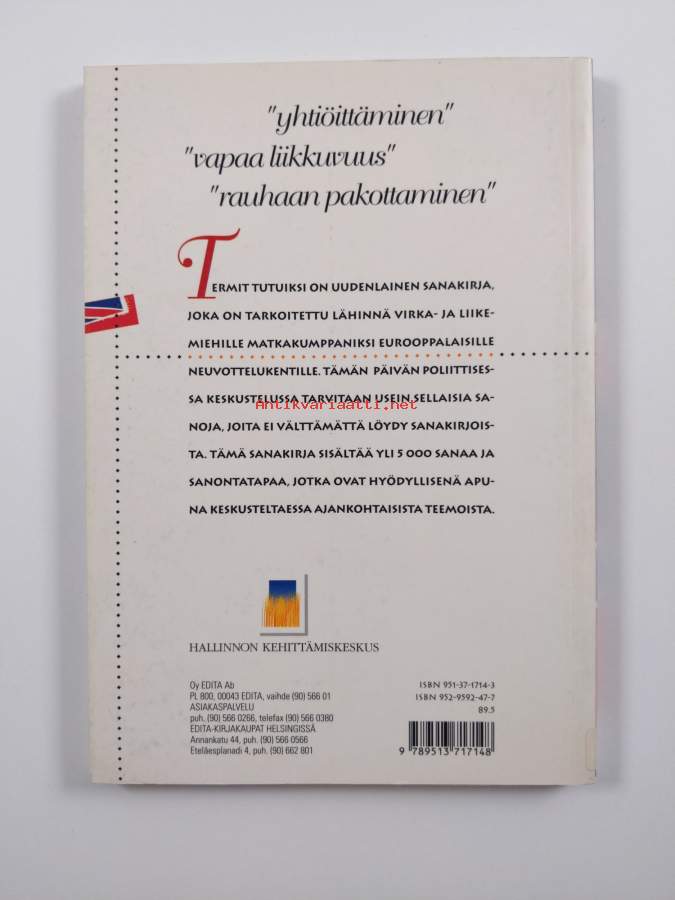 "yhtiöittäminen"
"vapaa liikkuvuus"
"rauhaan pakottaminen"
TERMIT TUTUIKSI ON UUDENLAINEN SANAKIRJA,
JOKA ON TARKOITETTU LÄHINNÄ VIRKA- JA LIIKE-
MIEHILLE MATKAKUMPPANIKSI EUROOPPALAISILLE
NEUVOTTELUKENTILLE. TÄMÄN PÄIVÄN POLIITTISES-
SA KESKUSTELUSSA TARVITAAN USEIN SELLAISIA SA-
Antikvariaatti.net
NOJA, JOITA EI VÄLTTÄMÄTTÄ LÖYDY SANAKIRJOIS-
TA. TÄMÄ SANAKIRJA SISÄLTÄÄ YLI 5 000 SANAA JA
SANONTATAPAA, JOTKA OVAT HYÖDYLLISENÄ APU-
NA KESKUSTELTAESSA AJANKOHTAISISTA TEEMOISTA.
HALLINNON KEHITTÄMISKESKUS
Oy EDITA Ab
PL 800, 00043 EDITA, vaihde (90) 566 01
ASIAKASPALVELU
puh. (90) 566 0266, telefax (90) 566 0380
EDITA-KIRJAKAUPAT HELSINGISSÄ
Annankatu 44, puh. (90) 566 0566
Eteläesplanadi 4, puh. (90) 662 801
ISBN 951-37-1714-3
ISBN 952-9592-47-7
89.5
9 789513 717148